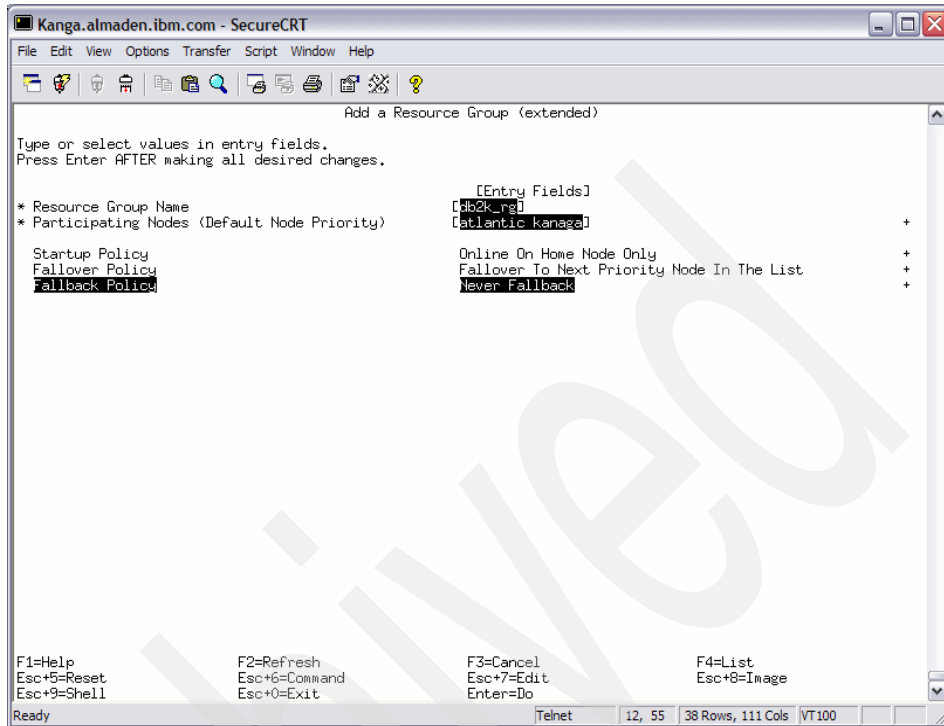 Kanga.almaden.ibm.com - SecureCRT
File Edit View Options Transfer Script Window Help
Add a Resource Group (extended)
Type or select values in entry fields.
Press Enter AFTER making all desired changes.
[Entry Fields]
* Resource Group Name [db2k_rg]
* Participating Nodes (Default Node Priority) [atlantic kanaga] +
Startup Policy Online On Home Node Only +
Fallover Policy Fallover To Next Priority Node In The List +
Fallback Policy Never Fallback +
F1=Help F2=Refresh F3=Cancel F4=List
Esc+5=Reset Esc+6=Command Esc+7=Edit Esc+8=Image
Esc+9=Shell Esc+0=Exit Enter=Do
Ready Telnet 12, 55 38 Rows, 111 Cols VT100